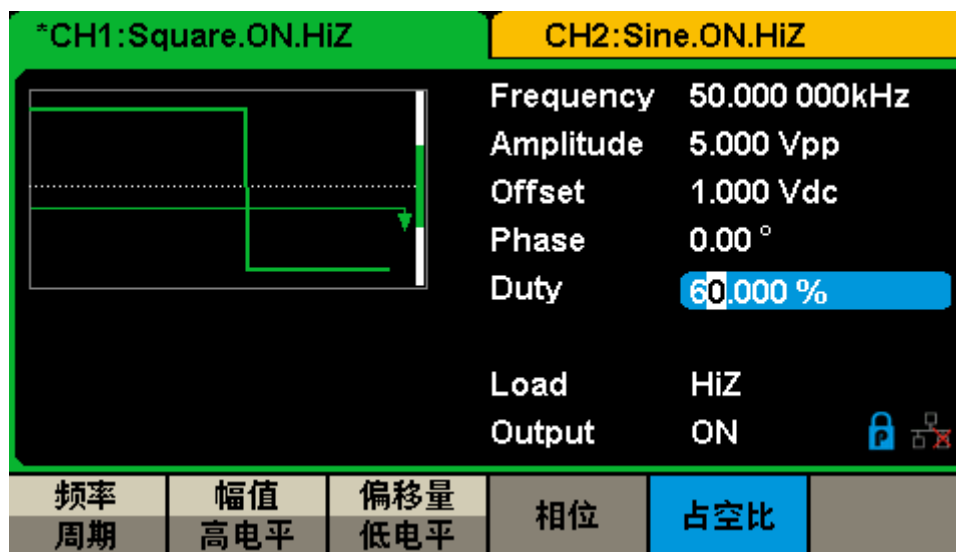 *CH1:Square.ON.HiZ
CH2:Sine.ON.HiZ
Frequency 50.000 000kHz
Amplitude 5.000 Vpp
Offset 1.000 Vdc
Phase 0.00 °
Duty 60.000 %
Load HiZ
Output ON
频率 幅值 偏移量 相位 占空比
周期 高电平 低电平